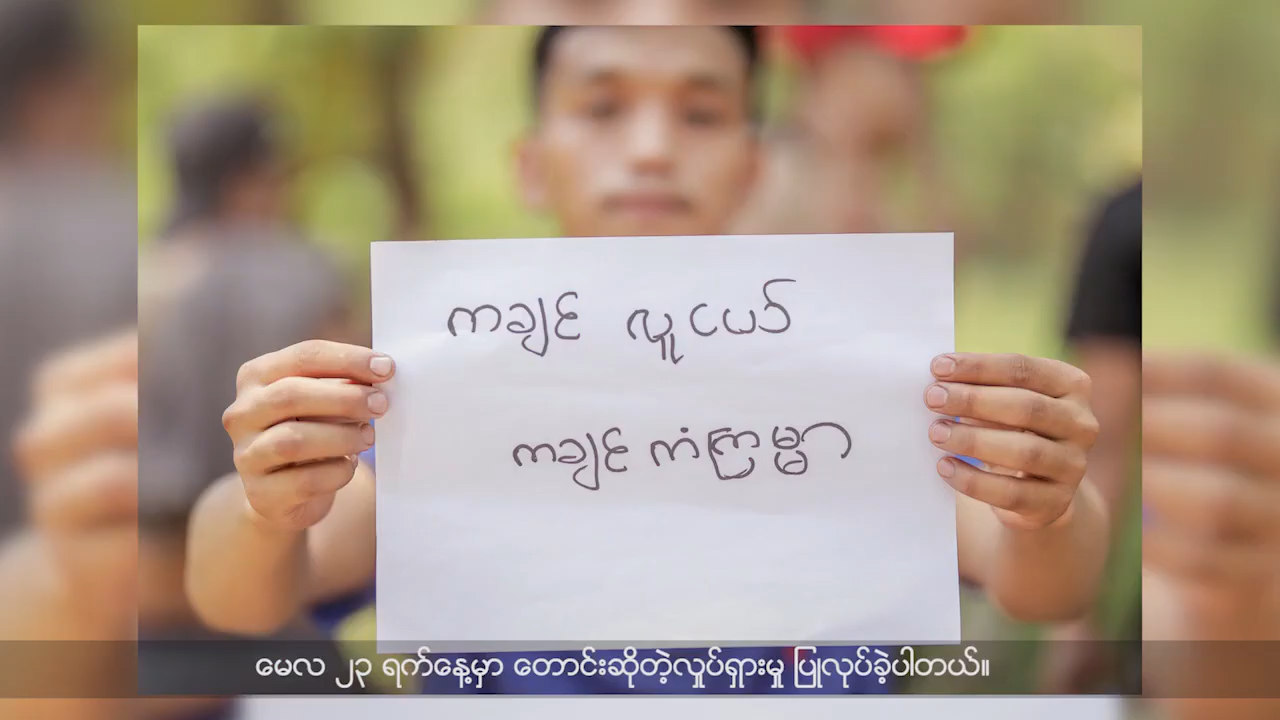 ကချင် လူငယ်
ကချင် ကံကြမ္မာ
မေလ ၂၃ ရက်နေ့မှာ တောင်းဆိုတဲ့လှုပ်ရှားမှု ပြုလုပ်ခဲ့ပါတယ်။